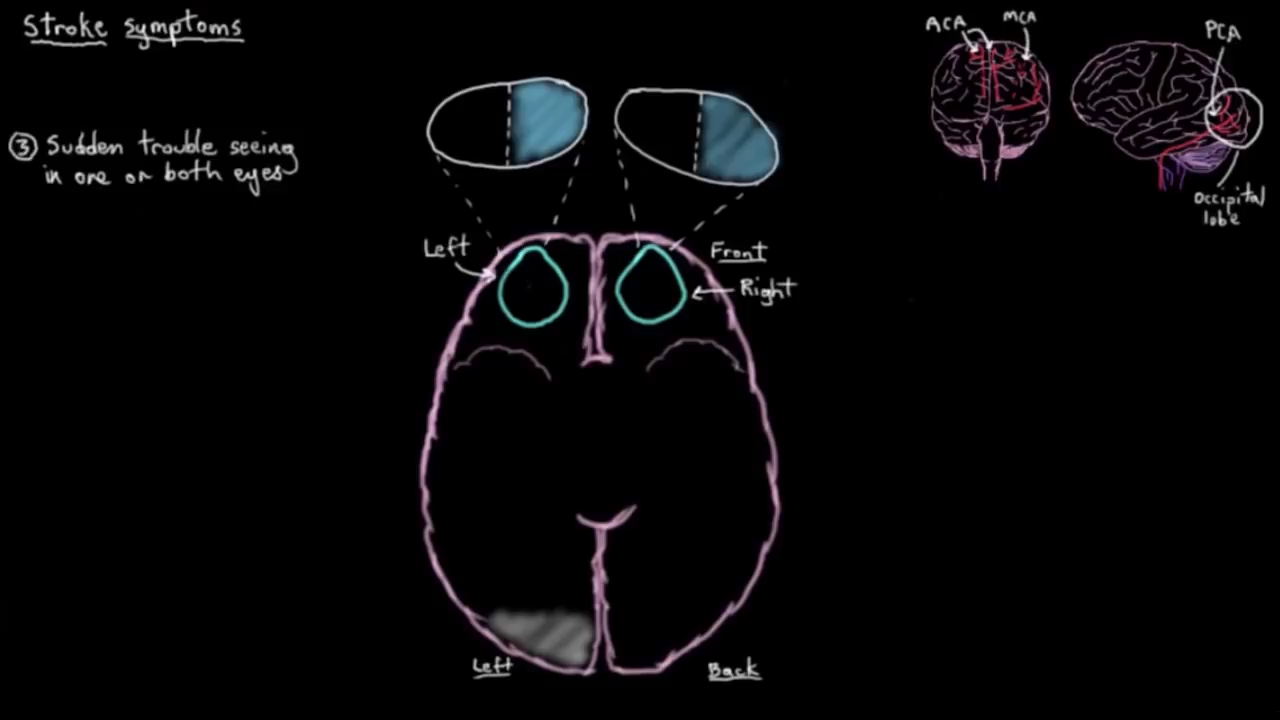 Stroke symptoms
③ Sudden trouble seeing
in one or both eyes
ACA
MCA
PCA
Occipital
lobe
Left
Front
Right
Left
Back